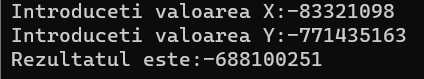 Introduceti valoarea X:-83321098
Introduceti valoarea Y:-771435163
Rezultatul este:-688100251